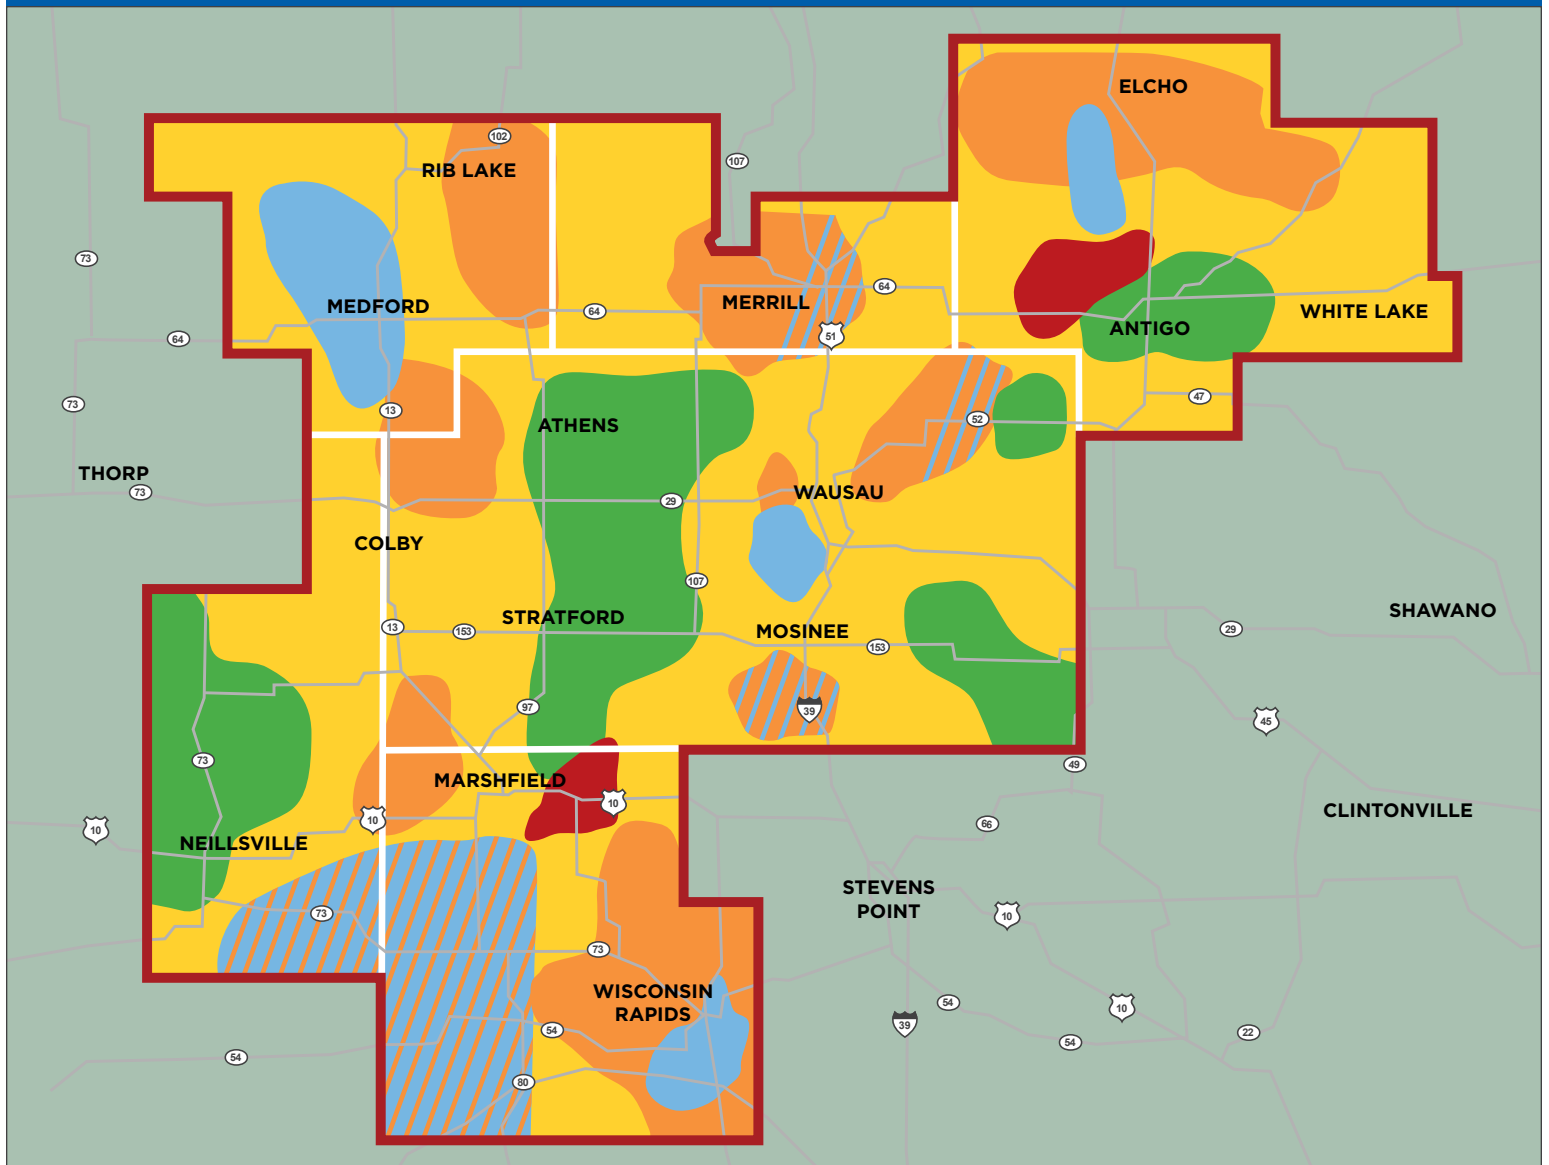 ELCHO
102
107
RIB LAKE
73
MEDFORD
MERRILL
64
64
WHITE LAKE
ANTIGO
51
64
73
13
47
52
ATHENS
THORP
73
WAUSAU
29
COLBY
107
SHAWANO
STRATFORD
13
153
MOSINEE
153
29
97
39
45
73
49
MARSHFIELD
10
CLINTONVILLE
10
10
66
NEILLSVILLE
STEVENS
POINT
73
10
73
WISCONSIN
RAPIDS
54
10
39
54
22
54
54
80